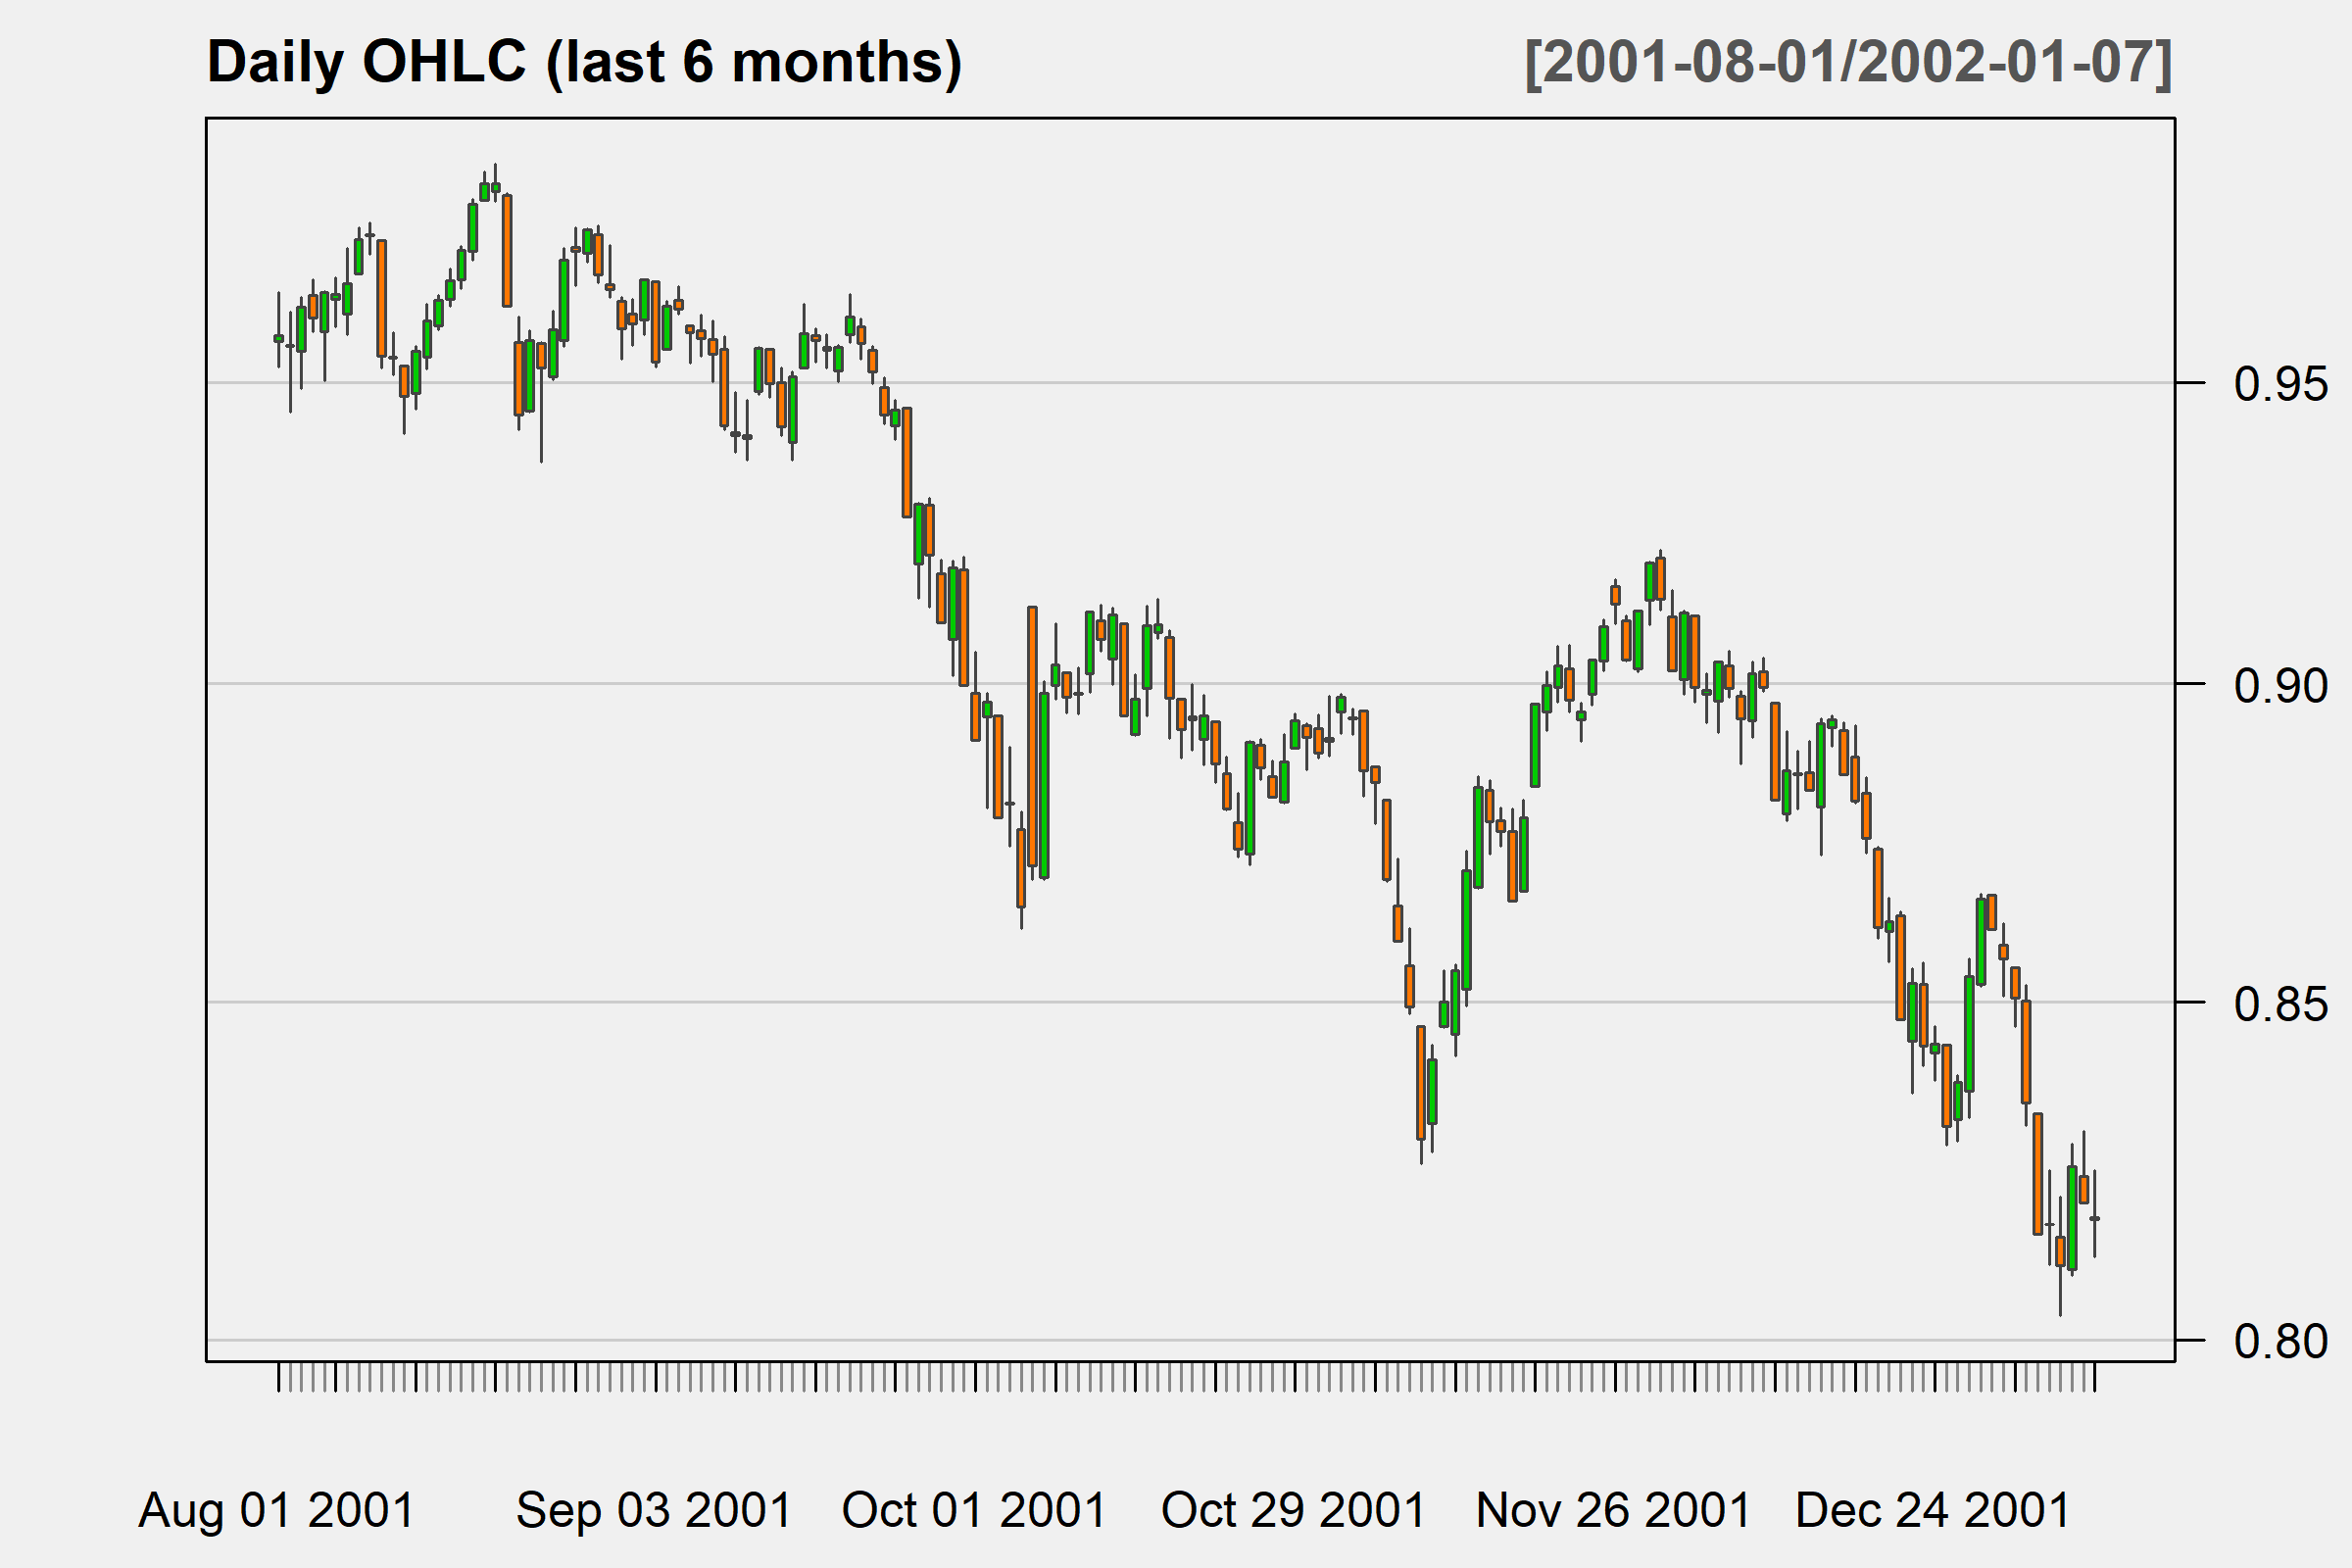 Daily OHLC (last 6 months) [2001-08-01/2002-01-07]
0.95
0.90
0.85
0.80
Aug 01 2001 Sep 03 2001 Oct 01 2001 Oct 29 2001 Nov 26 2001 Dec 24 2001